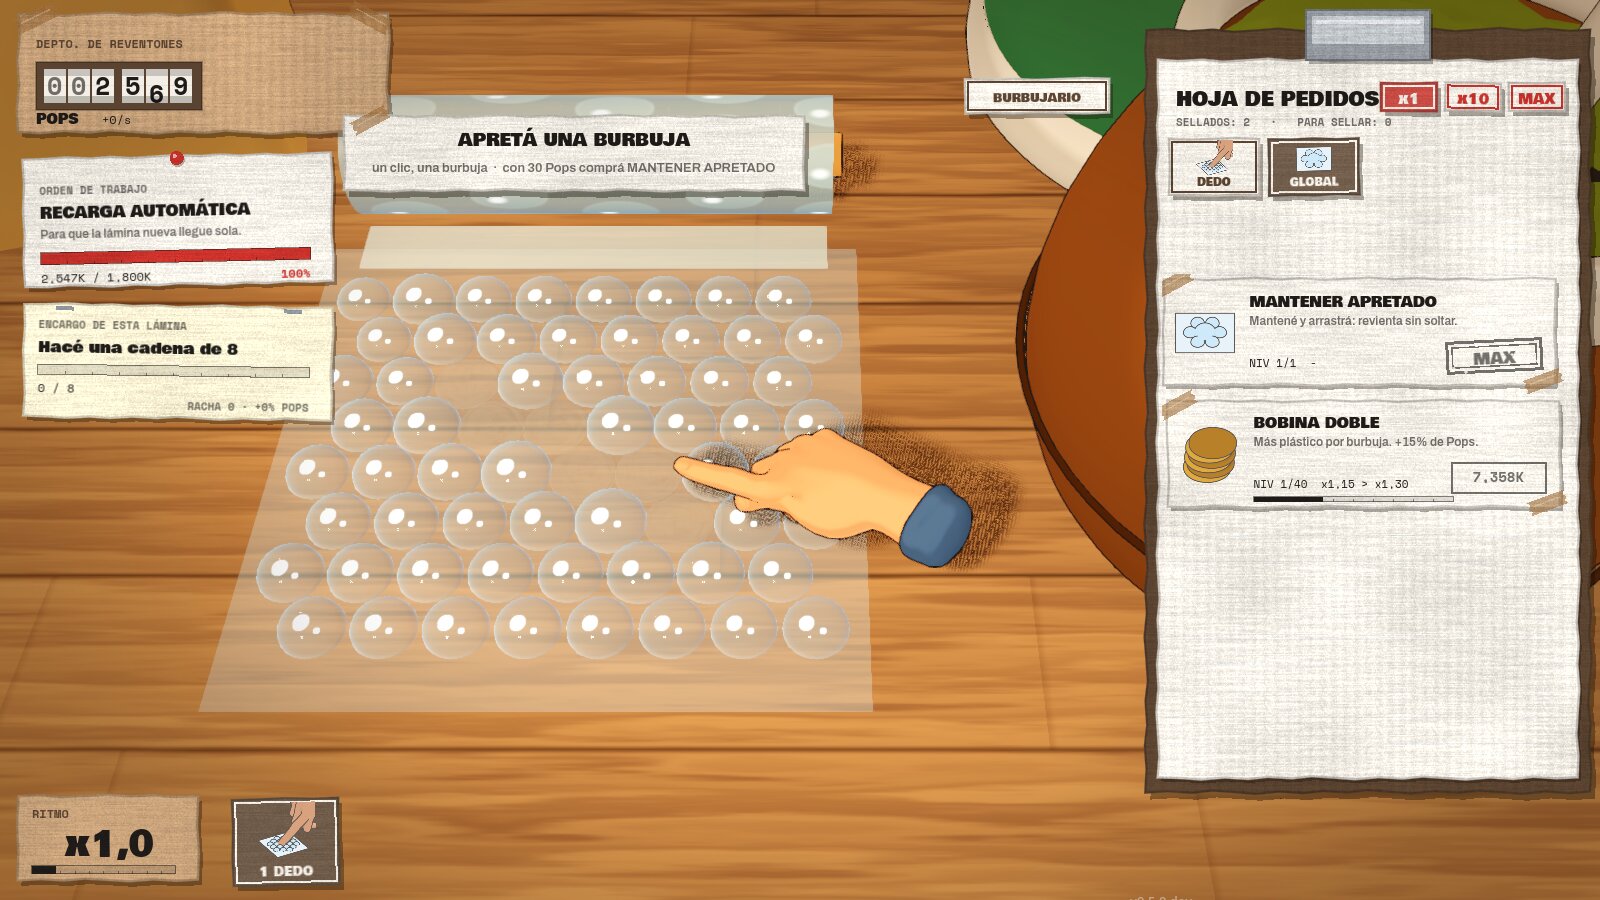 DEPTO. DE REVENTONES
002569
POPS +0/s
ORDEN DE TRABAJO
RECARGA AUTOMÁTICA
Para que la lámina nueva llegue sola.
2,547K / 1,800K 100%
ENCARGO DE ESTA LÁMINA
Hacé una cadena de 8
0 / 8
RACHA 0 · +0% POPS
APRETÁ UNA BURBUJA
un clic, una burbuja · con 30 Pops comprá MANTENER APRETADO
BURBUJARIO
HOJA DE PEDIDOS x1 x10 MAX
SELLADOS: 2 · PARA SELLAR: 0
DEDO GLOBAL
MANTENER APRETADO
Mantené y arrastrá: revienta sin soltar.
NIV 1/1 -
MAX
BOBINA DOBLE
Más plástico por burbuja. +15% de Pops.
NIV 1/40 x1,15 > x1,30
7,358K
RITMO
x1,0
1 DEDO